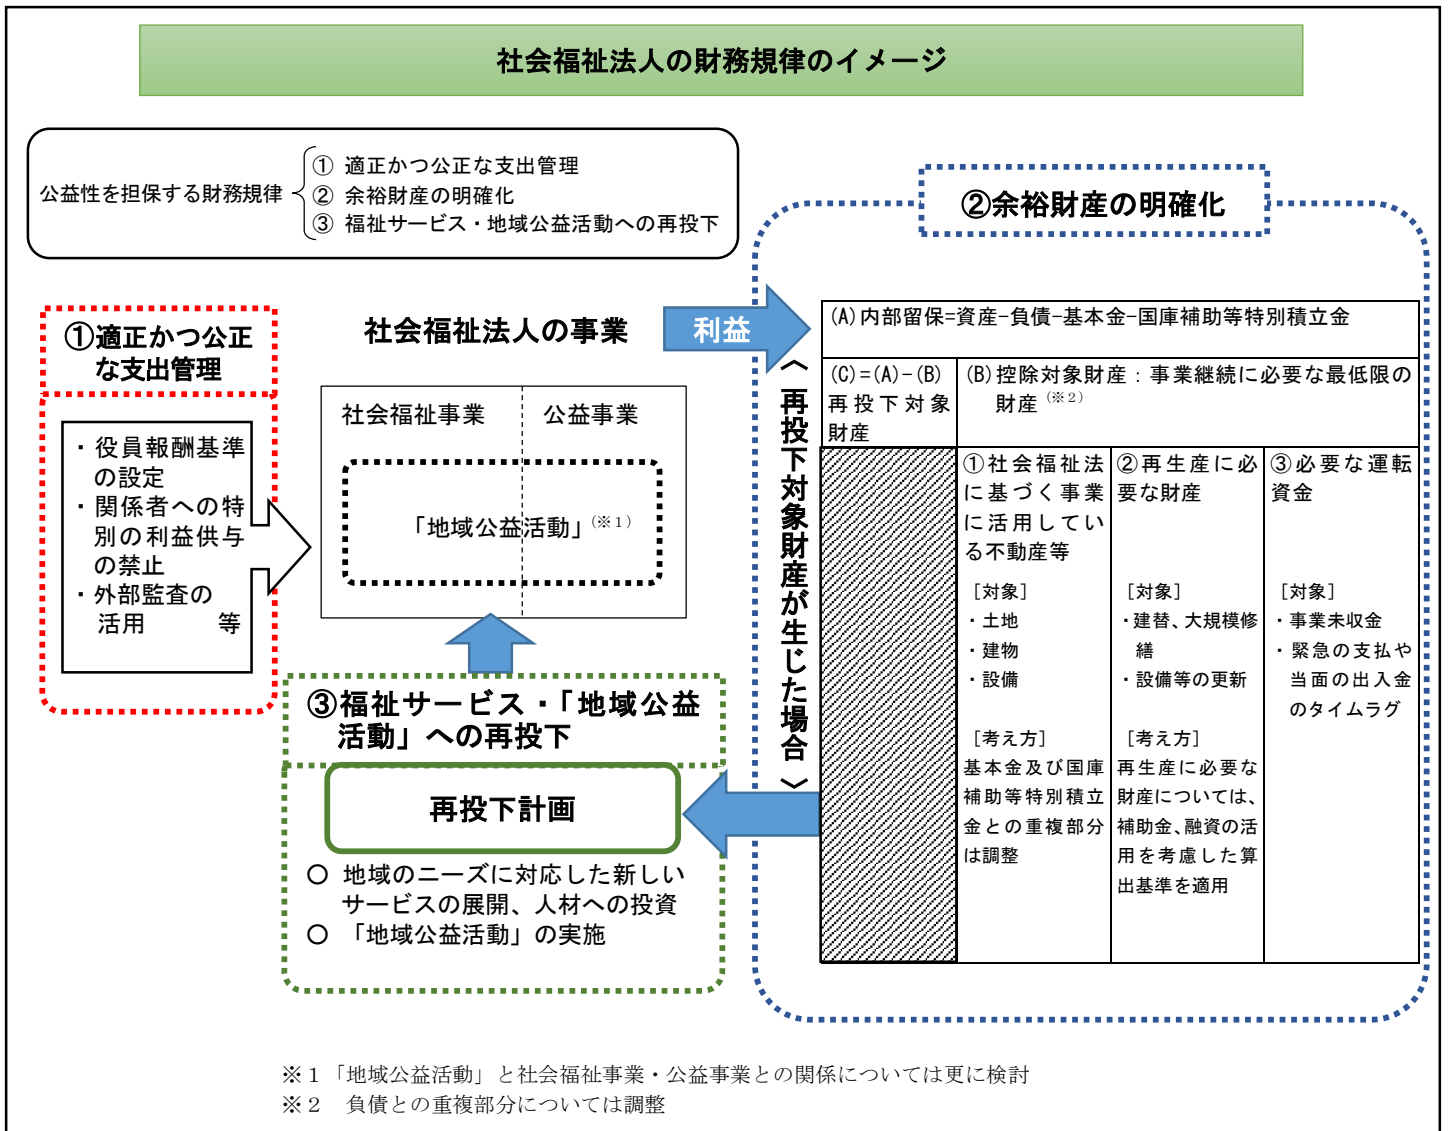 社会福祉法人の財務規律のイメージ
公益性を担保する財務規律
① 適正かつ公正な支出管理
② 余裕財産の明確化
③ 福祉サービス・地域公益活動への再投下
①適正かつ公正
な支出管理
・役員報酬基準
の設定
・関係者への特
別の利益供与
の禁止
・外部監査の
活用 等
社会福祉法人の事業
社会福祉事業
公益事業
「地域公益活動」(※1)
利益
②余裕財産の明確化
(A)内部留保=資産-負債-基本金-国庫補助等特別積立金
(C)=(A)-(B)
再投下対象
財産
(B)控除対象財産:事業継続に必要な最低限の
財産(※2)
①社会福祉法
に基づく事業
に活用してい
る不動産等
[対象]
・土地
・建物
・設備
[考え方]
基本金及び国庫
補助等特別積立
金との重複部分
は調整
②再生産に必
要な財産
[対象]
・建替、大規模修
繕
・設備等の更新
[考え方]
再生産に必要な
財産については、
補助金、融資の活
用を考慮した算
出基準を適用
③必要な運転
資金
[対象]
・事業未収金
・緊急の支払や
当面の出入金
のタイムラグ
〈再投下対象財産が生じた場合〉
③福祉サービス・「地域公益
活動」への再投下
再投下計画
○ 地域のニーズに対応した新しい
サービスの展開、人材への投資
○ 「地域公益活動」の実施
※1「地域公益活動」と社会福祉事業・公益事業との関係については更に検討
※2 負債との重複部分については調整